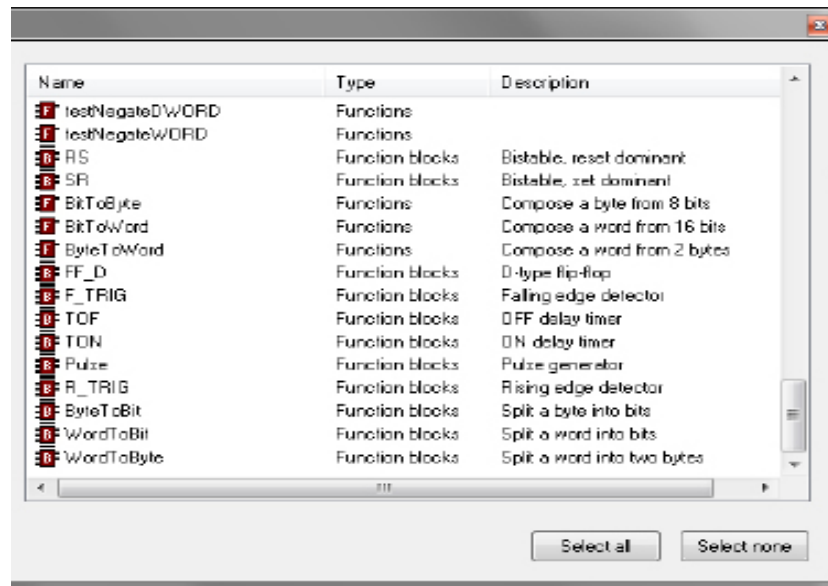 Name Type Description
F testNegateDWORD Functions
F testNegateWORD Functions
B RS Function blocks Bistable, reset dominant
B SR Function blocks Bistable, set dominant
F BitToByte Functions Compose a byte from 8 bits
F BitToWord Functions Compose a word from 16 bits
F ByteToWord Functions Compose a word from 2 bytes
B FF_D Function blocks D-type flip-flop
B F_TRIG Function blocks Falling edge detector
B TOF Function blocks OFF delay timer
B TON Function blocks ON delay timer
B Pulse Function blocks Pulse generator
B R_TRIG Function blocks Rising edge detector
B ByteToBit Function blocks Split a byte into bits
B WordToBit Function blocks Split a word into bits
B WordToByte Function blocks Split a word into two bytes
Select all Select none